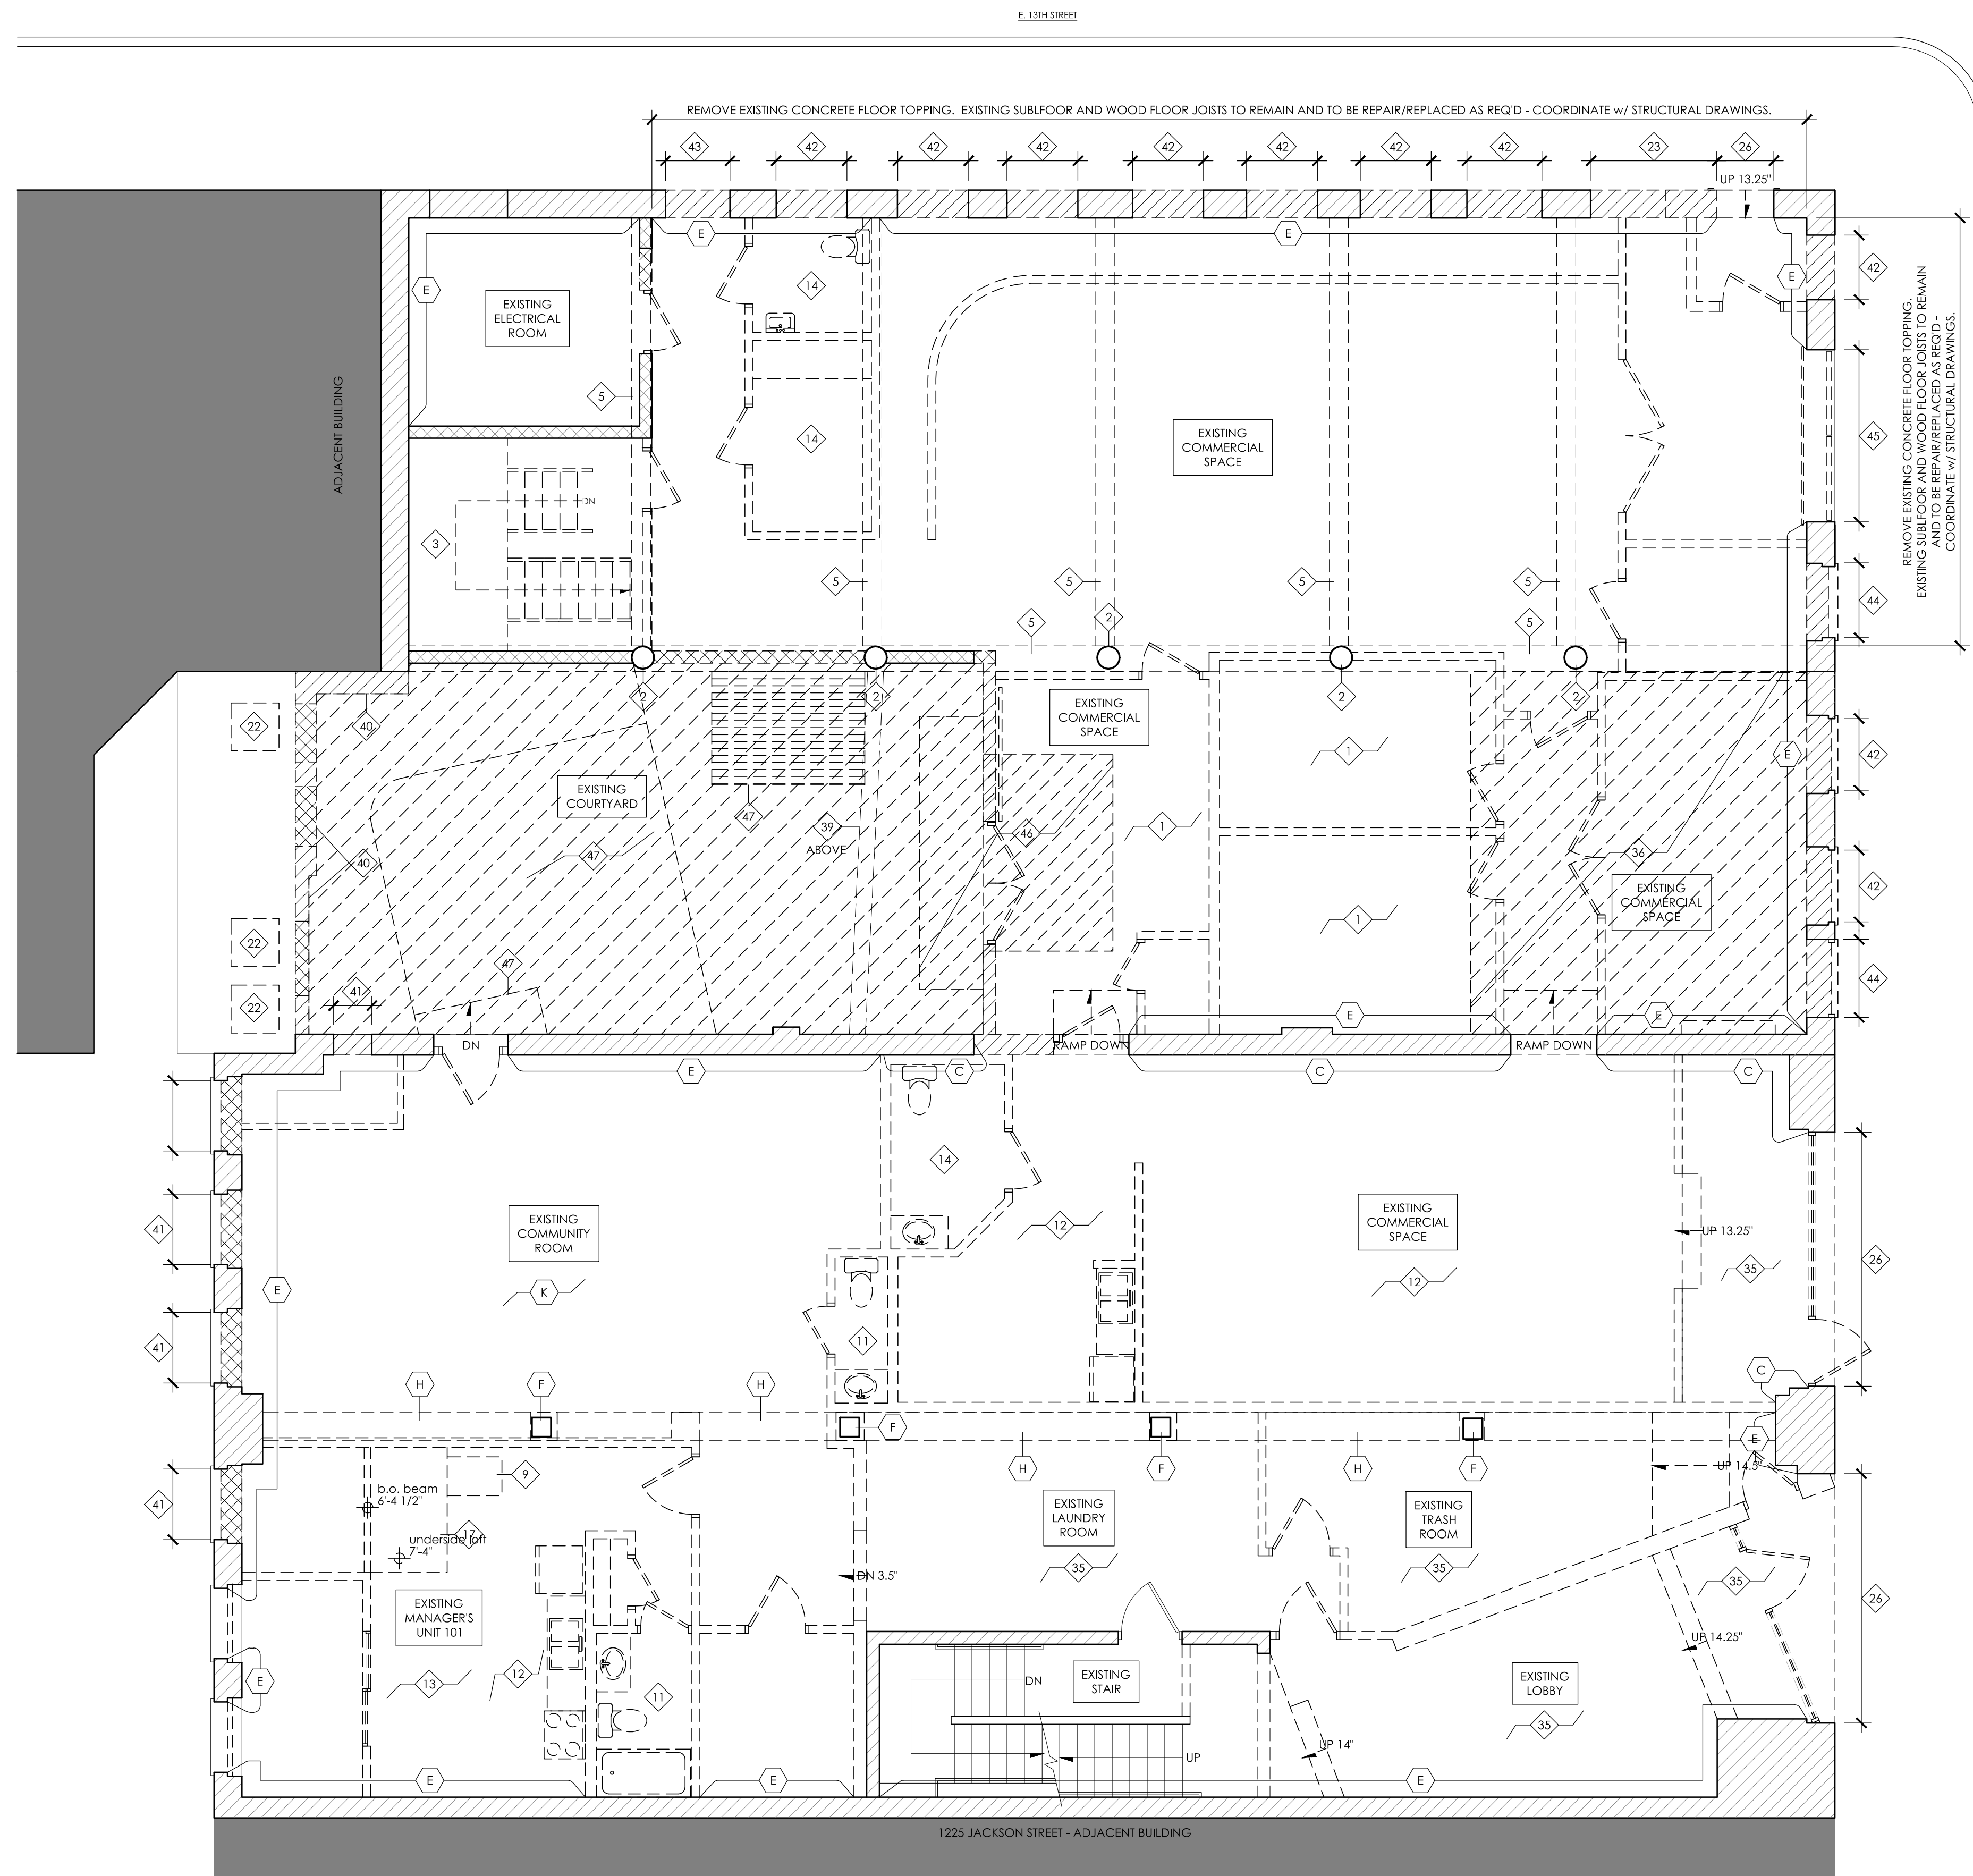 E. 13TH STREET
REMOVE EXISTING CONCRETE FLOOR TOPPING. EXISTING SUBLFOOR AND WOOD FLOOR JOISTS TO REMAIN AND TO BE REPAIR/REPLACED AS REQ'D - COORDINATE w/ STRUCTURAL DRAWINGS.
43
42
42
42
42
42
42
42
23
26
UP 13.25"
E
E
E
E
42
14
EXISTING
ELECTRICAL
ROOM
REMOVE EXISTING CONCRETE FLOOR TOPPING.
EXISTING SUBLFOOR AND WOOD FLOOR JOISTS TO REMAIN
AND TO BE REPAIR/REPLACED AS REQ'D -
COORDINATE w/ STRUCTURAL DRAWINGS.
ADJACENT BUILDING
5
14
EXISTING
COMMERCIAL
SPACE
45
DN
3
5
5
5
5
44
5
2
5
2
2
2
2
22
40
EXISTING
COMMERCIAL
SPACE
1
E
42
EXISTING
COURTYARD
47
39
ABOVE
46
1
47
40
36
42
EXISTING
COMMERCIAL
SPACE
1
22
47
44
41
22
E
E
DN
RAMP DOWN
RAMP DOWN
E
C
C
C
14
EXISTING
COMMUNITY
ROOM
12
EXISTING
COMMERCIAL
SPACE
41
UP 13.25"
26
35
12
E
K
41
11
C
H
F
H
F
E
H
F
H
F
UP 14.5"
9
b.o. beam
6'-4 1/2"
41
17
underside loft
7'-4"
EXISTING
LAUNDRY
ROOM
EXISTING
TRASH
ROOM
35
35
DN 3.5"
35
26
EXISTING
MANAGER'S
UNIT 101
UP 14.25"
12
13
E
11
EXISTING
STAIR
DN
EXISTING
LOBBY
35
UP 14"
UP
E
E
E
1225 JACKSON STREET - ADJACENT BUILDING